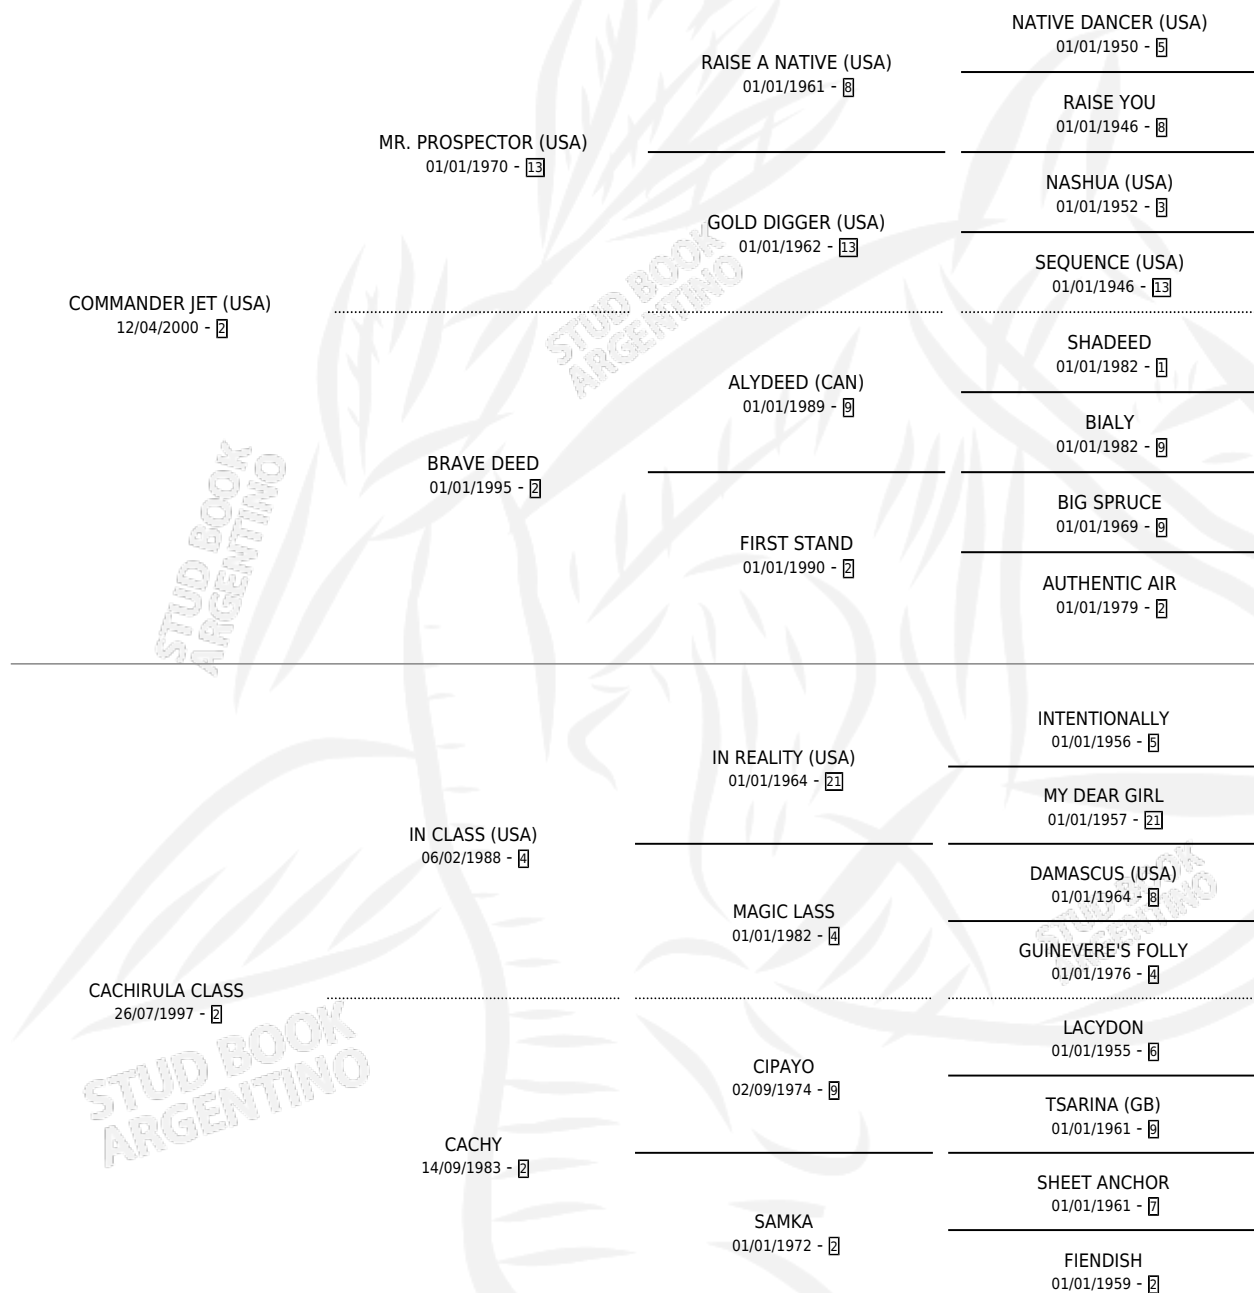 NATIVE DANCER (USA)
01/01/1950 - 5
RAISE A NATIVE (USA)
01/01/1961 - 8
RAISE YOU
01/01/1946 - 8
MR. PROSPECTOR (USA)
01/01/1970 - 13
NASHUA (USA)
01/01/1952 - 3
GOLD DIGGER (USA)
01/01/1962 - 13
SEQUENCE (USA)
01/01/1946 - 13
COMMANDER JET (USA)
12/04/2000 - 2
STUD BOOK
ARGENTINO
SHADEED
01/01/1982 - 1
ALYDEED (CAN)
01/01/1989 - 9
BIALY
01/01/1982 - 9
BRAVE DEED
01/01/1995 - 2
BIG SPRUCE
01/01/1969 - 9
FIRST STAND
01/01/1990 - 2
AUTHENTIC AIR
01/01/1979 - 2
STUD BOOK
ARGENTINO
INTENTIONALLY
01/01/1956 - 5
IN REALITY (USA)
01/01/1964 - 21
MY DEAR GIRL
01/01/1957 - 21
IN CLASS (USA)
06/02/1988 - 4
DAMASCUS (USA)
01/01/1964 - 8
MAGIC LASS
01/01/1982 - 4
GUINEVERE'S FOLLY
01/01/1976 - 4
STUD BOOK
ARGENTINO
CACHIRULA CLASS
26/07/1997 - 2
STUD BOOK
ARGENTINO
LACYDON
01/01/1955 - 6
CIPAYO
02/09/1974 - 9
TSARINA (GB)
01/01/1961 - 9
CACHY
14/09/1983 - 2
SHEET ANCHOR
01/01/1961 - 7
SAMKA
01/01/1972 - 2
FIENDISH
01/01/1959 - 2